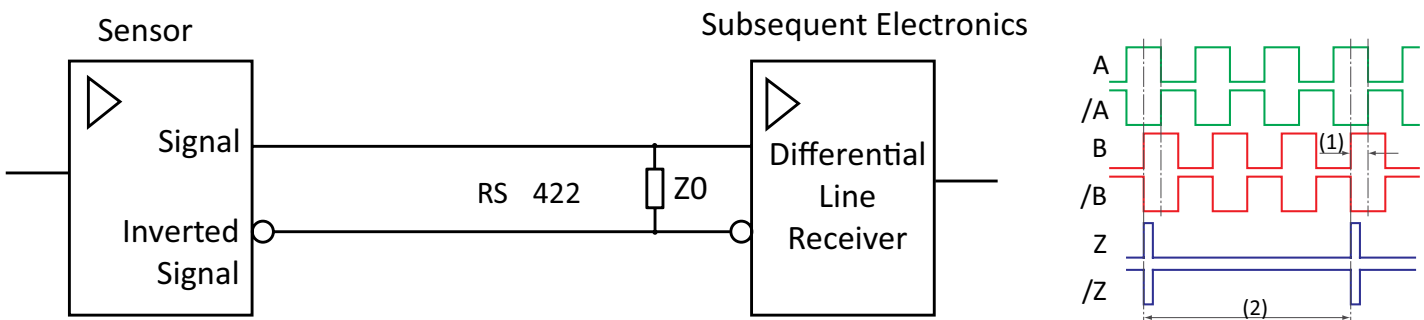 Sensor
Subsequent Electronics
Signal
Inverted
Signal
RS 422
Z0
Differential
Line
Receiver
A
/A
B
(1)
/B
Z
/Z
(2)